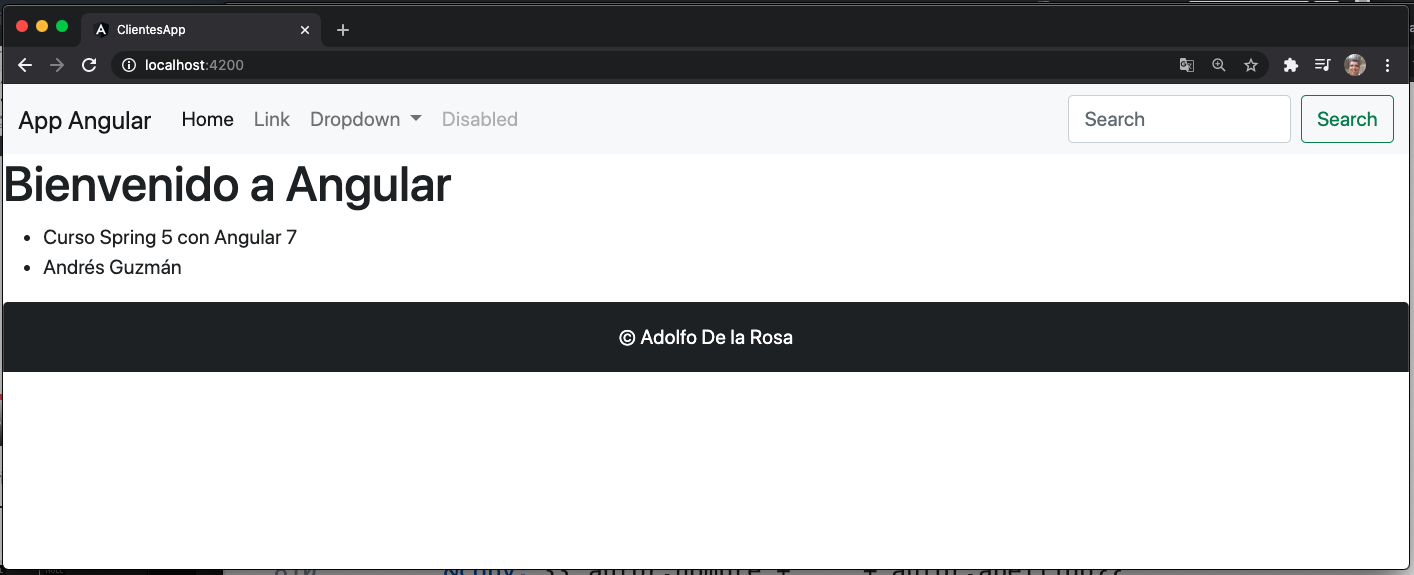 ClientesApp
localhost:4200
App Angular Home Link Dropdown Disabled Search Search
Bienvenido a Angular
• Curso Spring 5 con Angular 7
• Andrés Guzmán
© Adolfo De la Rosa